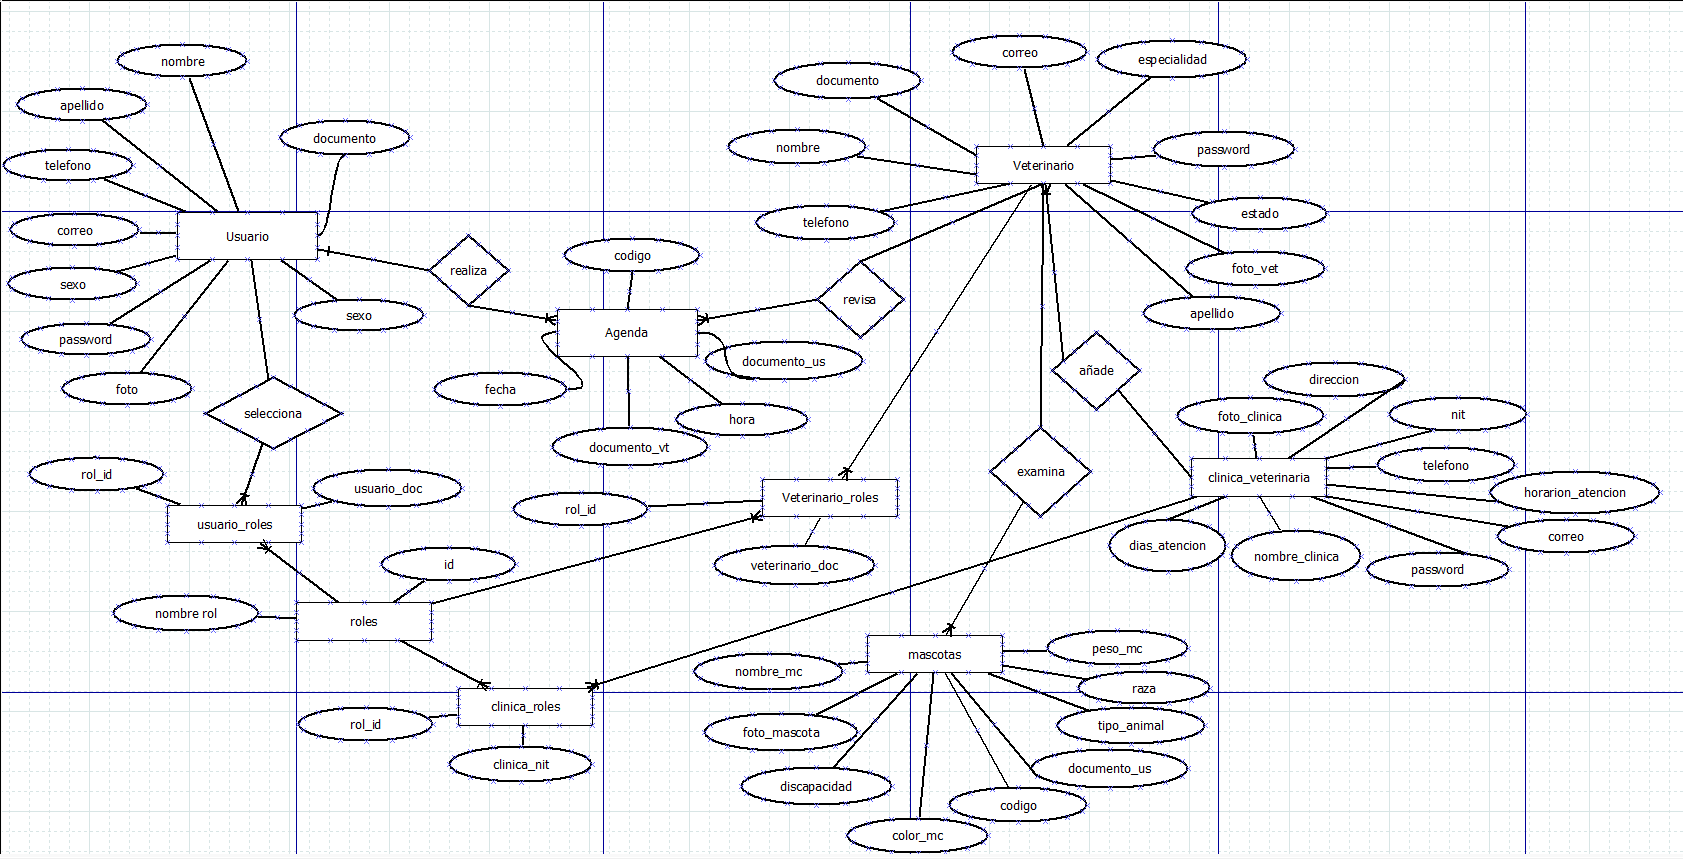 nombre
apellido
documento
telefono
correo
Usuario
sexo
sexo
password
foto
realiza
selecciona
rol_id
usuario_doc
usuario_roles
id
nombre rol
roles
rol_id
clinica_roles
clinica_nit
codigo
Agenda
fecha
documento_us
hora
documento_vt
revisa
correo
especialidad
documento
nombre
password
Veterinario
telefono
estado
foto_vet
apellido
añade
examina
direccion
foto_clinica
nit
telefono
clinica_veterinaria
horarion_atencion
correo
dias_atencion
nombre_clinica
password
Veterinario_roles
rol_id
veterinario_doc
mascotas
peso_mc
nombre_mc
raza
tipo_animal
foto_mascota
documento_us
discapacidad
codigo
color_mc